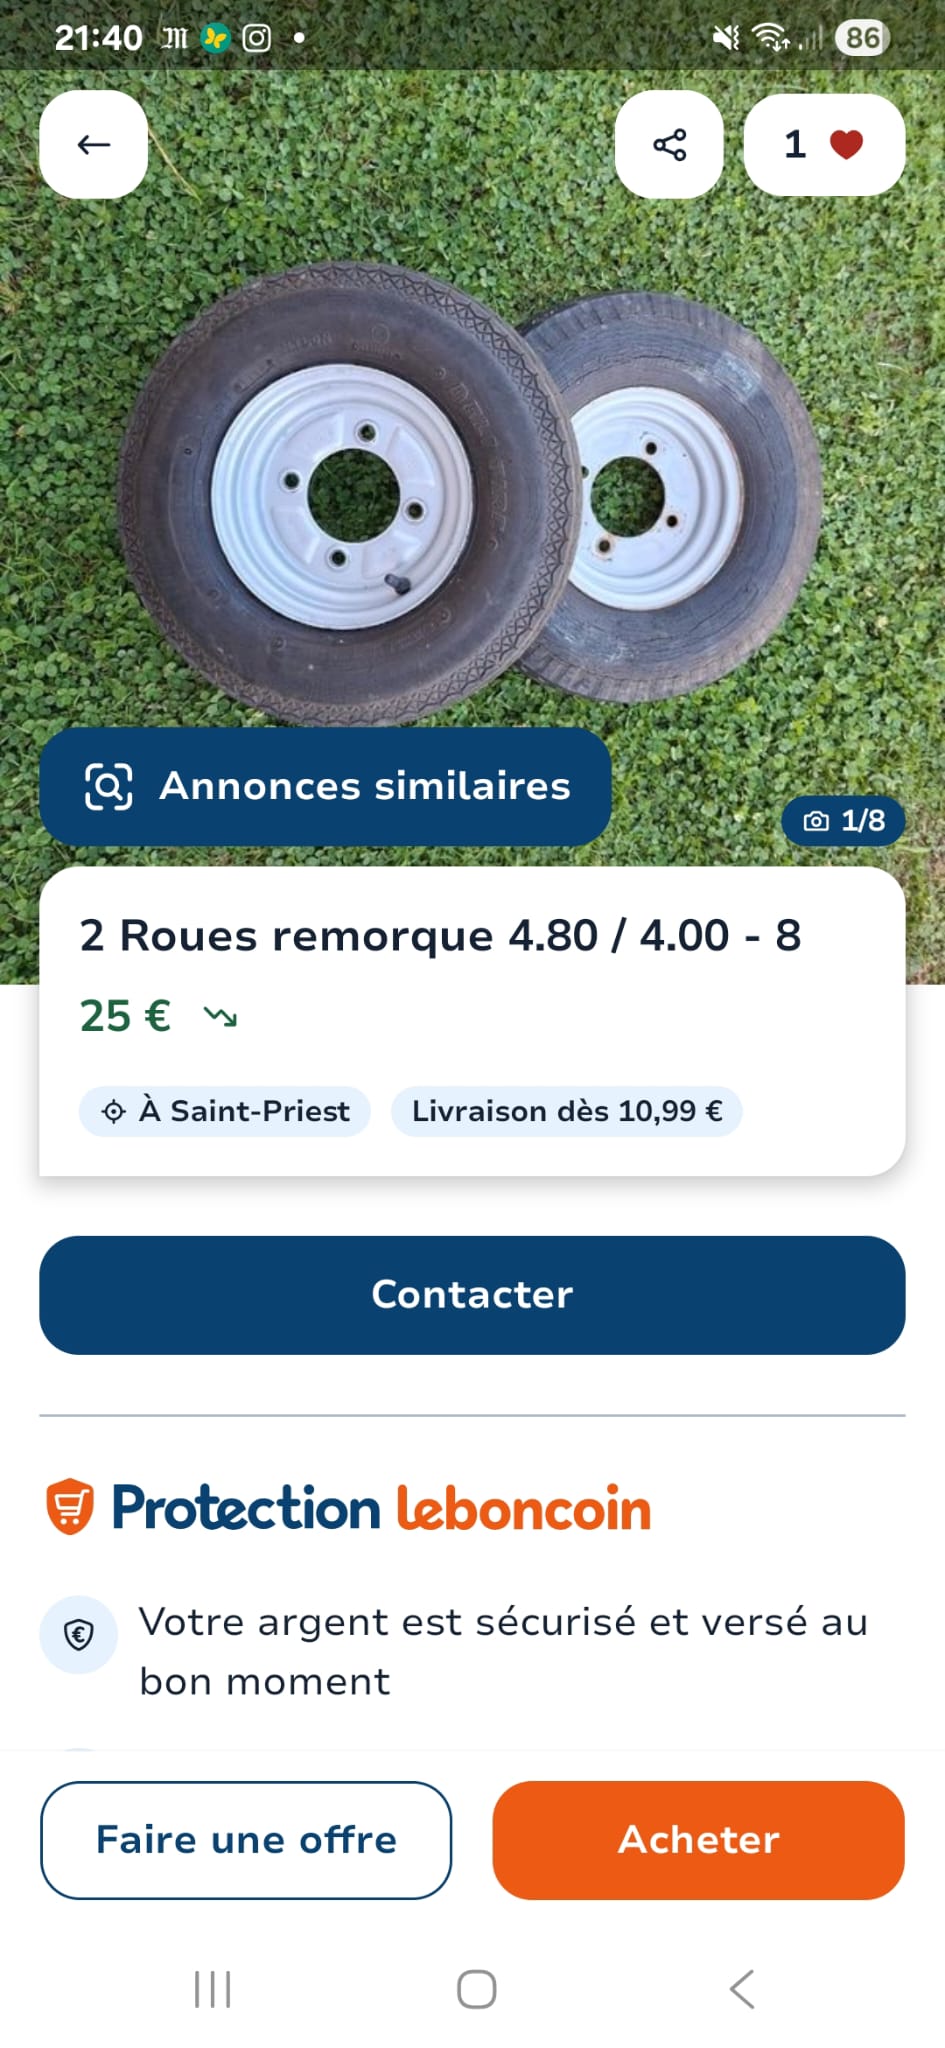 21:40
86
1
Annonces similaires
1/8
2 Roues remorque 4.80 / 4.00 - 8
25 €
À Saint-Priest
Livraison dès 10,99 €
Contacter
Protection leboncoin
Votre argent est sécurisé et versé au
bon moment
Faire une offre
Acheter